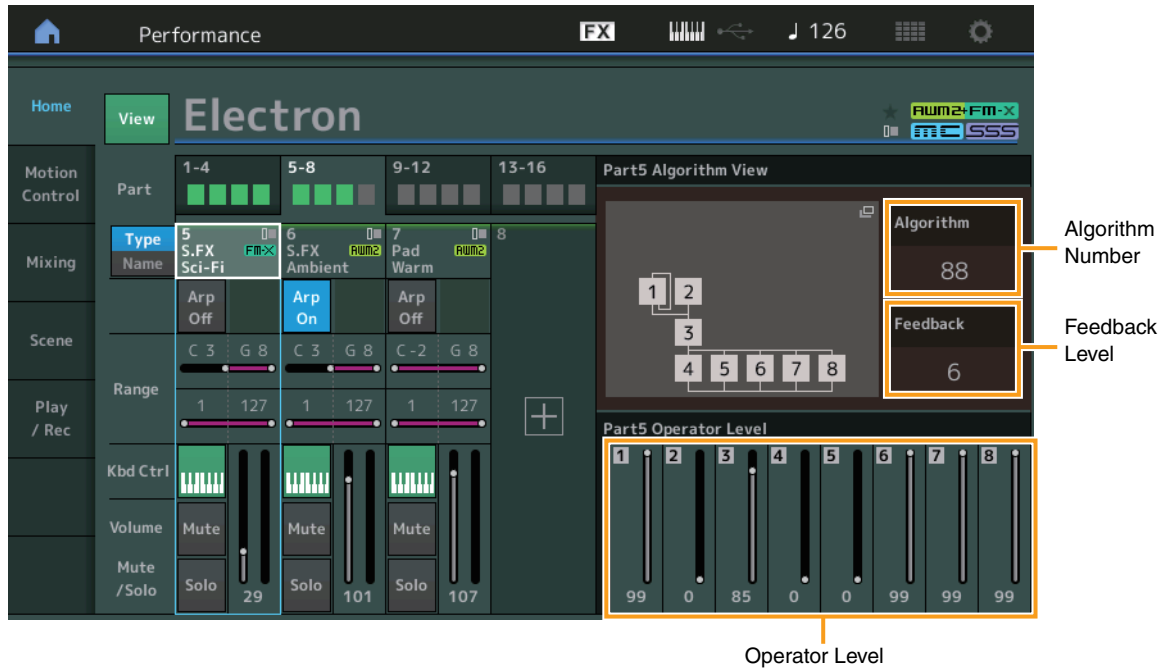 Performance
FX
126
Home
View
Electron
AWM2+FM-X
MC SSS
Motion
Control
Part
1-4
5-8
9-12
13-16
Part5 Algorithm View
Type
Name
5
S.FX
FM-X
Sci-Fi
6
S.FX
AWM2
Ambient
7
Pad
AWM2
Warm
8
Algorithm
88
Algorithm
Number
Mixing
Arp
Off
Arp
On
Arp
Off
1 2
3
4 5 6 7 8
Feedback
6
Feedback
Level
Scene
Range
C 3 G 8
C 3 G 8
C -2 G 8
1 127
1 127
1 127
Play
/ Rec
Part5 Operator Level
Kbd Ctrl
1 2 3 4 5 6 7 8
Volume
Mute
Mute
Mute
Mute
/Solo
Solo
29
Solo
101
Solo
107
99 0 85 0 0 99 99 99
Operator Level